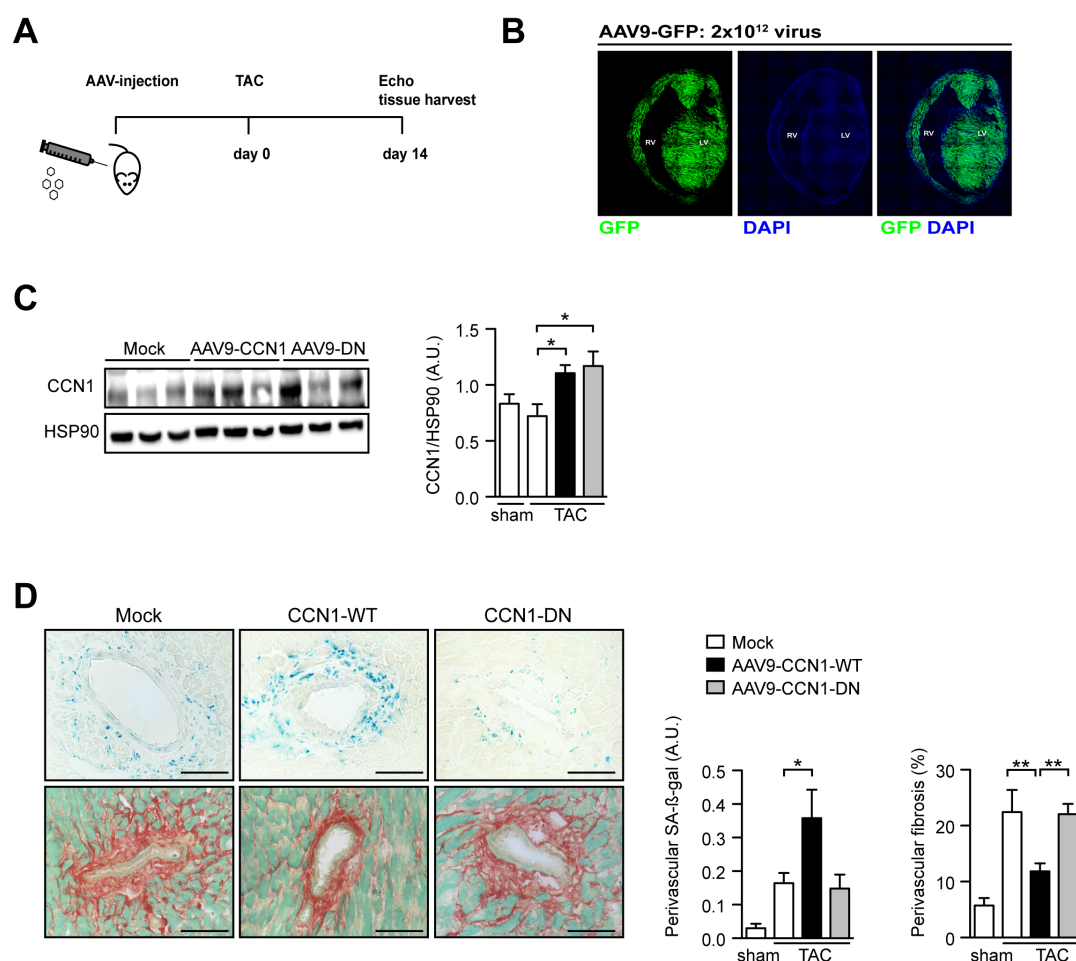 A
AAV-injection
TAC
Echo
tissue harvest
day 0
day 14
B
AAV9-GFP: 2x10¹² virus
RV
LV
RV
LV
RV
LV
GFP
DAPI
GFP DAPI
C
Mock
AAV9-CCN1
AAV9-DN
CCN1
HSP90
CCN1/HSP90 (A.U.)
1.5
1.0
0.5
0.0
*
*
sham
TAC
D
Mock
CCN1-WT
CCN1-DN
Mock
AAV9-CCN1-WT
AAV9-CCN1-DN
Perivascular SA-ß-gal (A.U.)
0.5
0.4
0.3
0.2
0.1
0.0
*
sham
TAC
Perivascular fibrosis (%)
30
20
10
0
**
**
sham
TAC